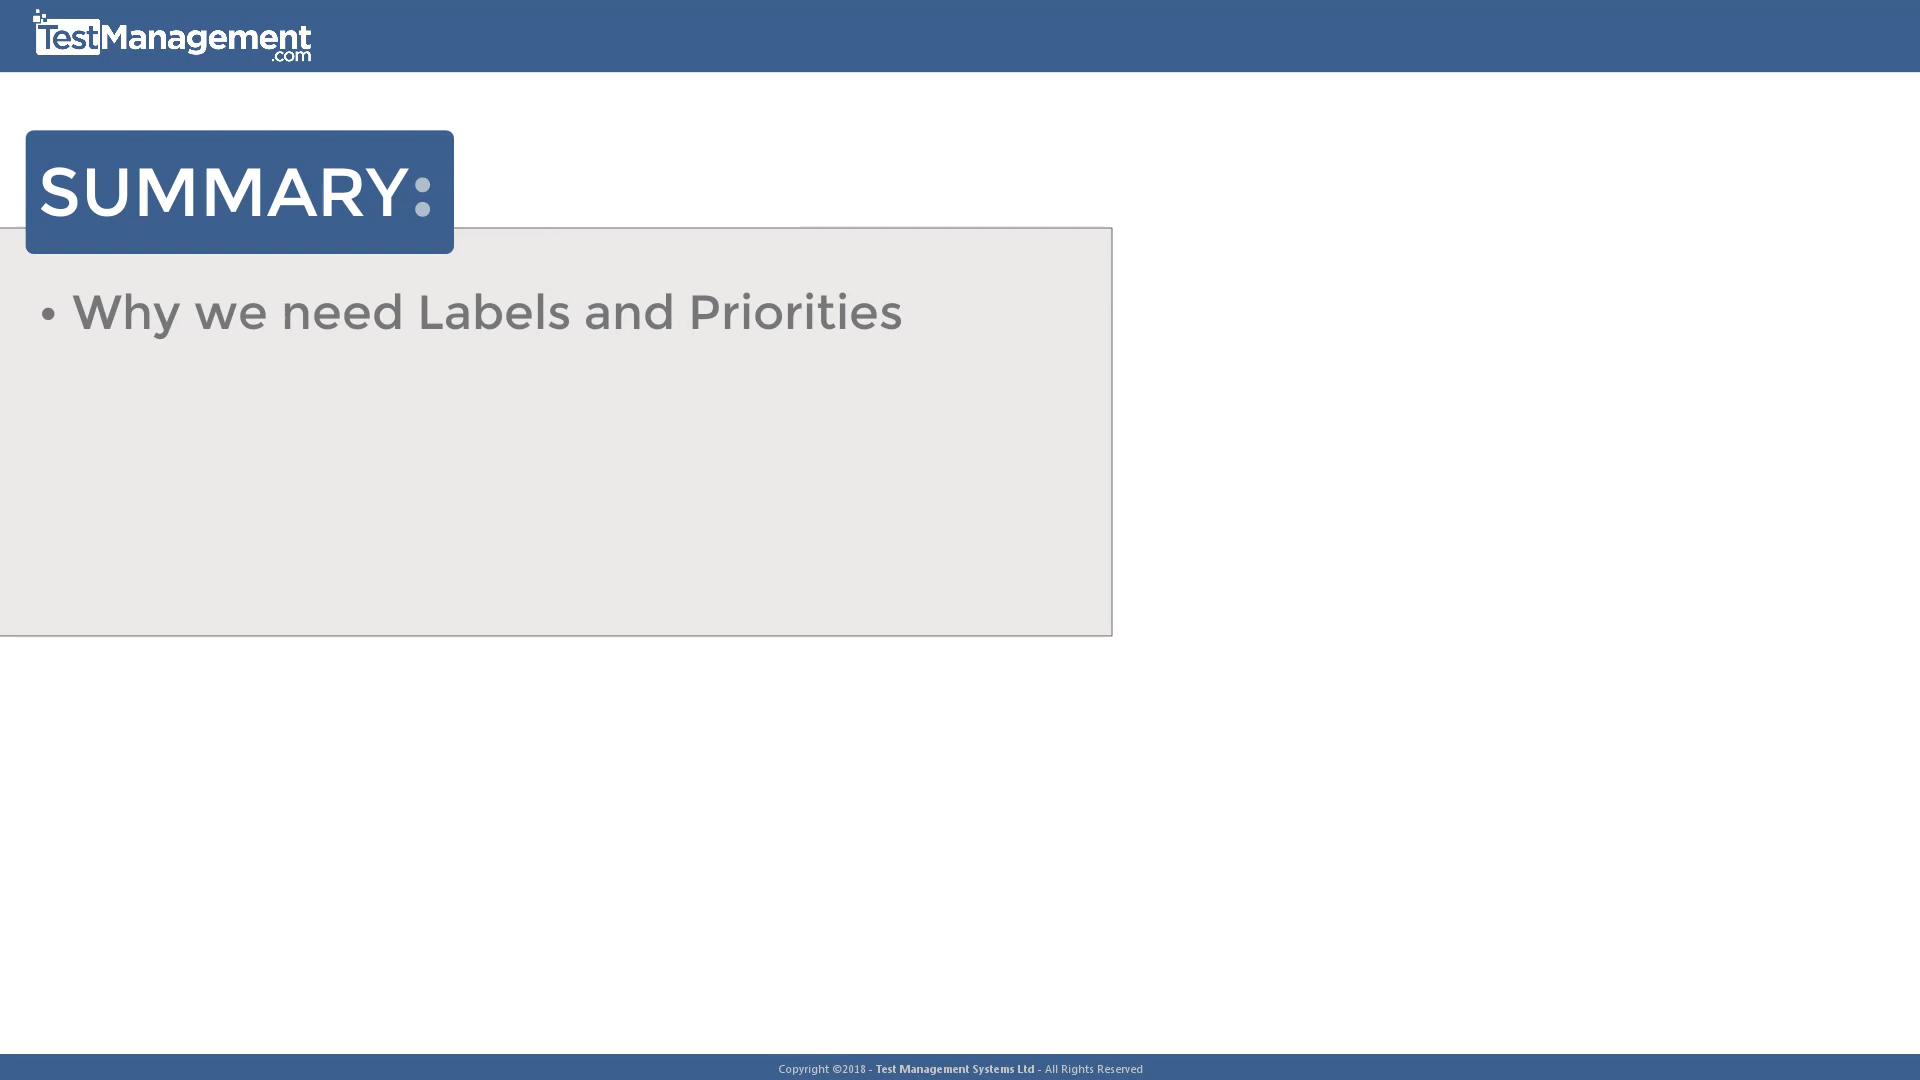 TestManagement
.com
SUMMARY:
• Why we need Labels and Priorities
Copyright ©2018 - Test Management Systems Ltd - All Rights Reserved